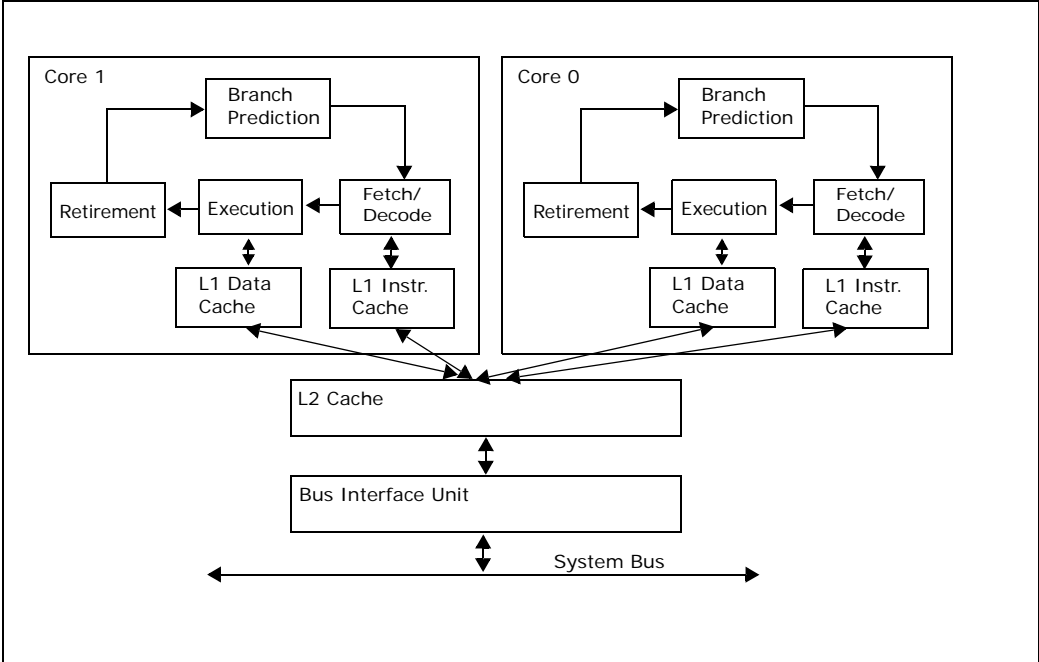 Core 1
Branch
Prediction
Retirement
Execution
Fetch/
Decode
L1 Data
Cache
L1 Instr.
Cache
Core 0
Branch
Prediction
Retirement
Execution
Fetch/
Decode
L1 Data
Cache
L1 Instr.
Cache
L2 Cache
Bus Interface Unit
System Bus